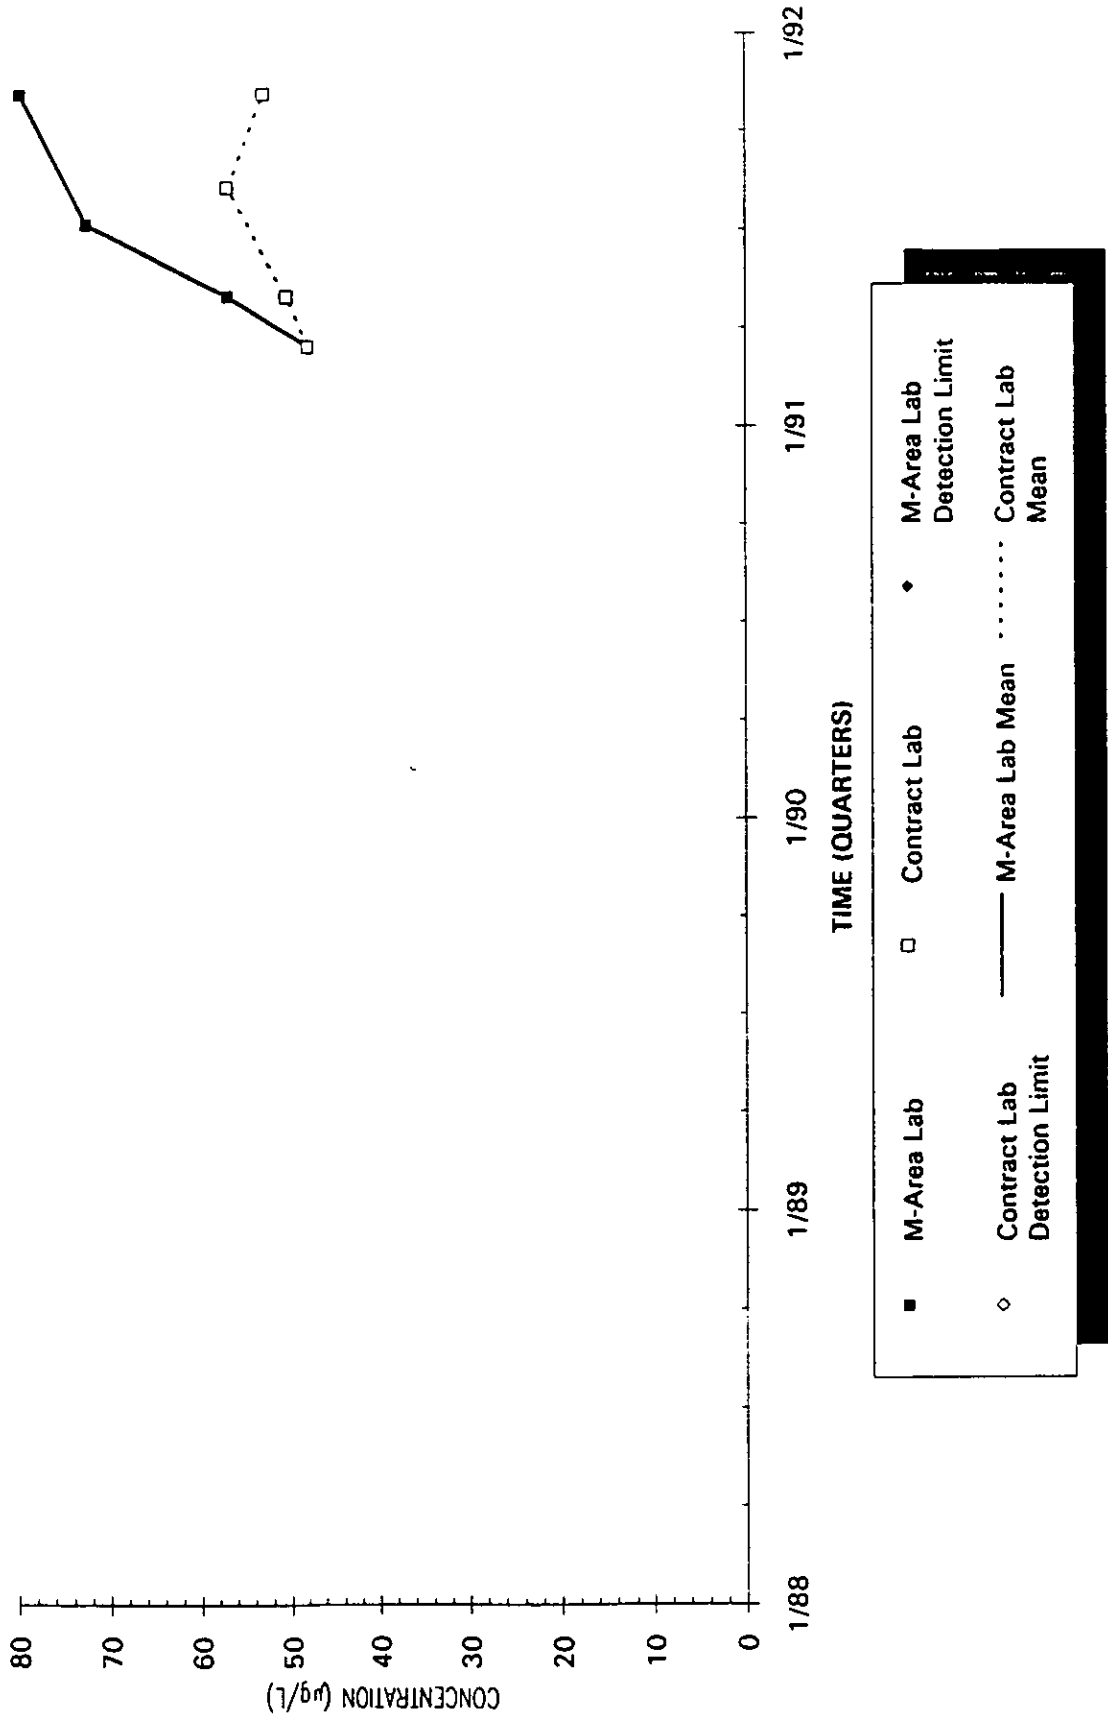 CONCENTRATION (µg/L)
80
70
60
50
40
30
20
10
0
1/88
1/89
1/90
1/91
1/92
TIME (QUARTERS)
M-Area Lab
Contract Lab
M-Area Lab
Detection Limit
Contract Lab
Detection Limit
M-Area Lab Mean
Contract Lab
Mean